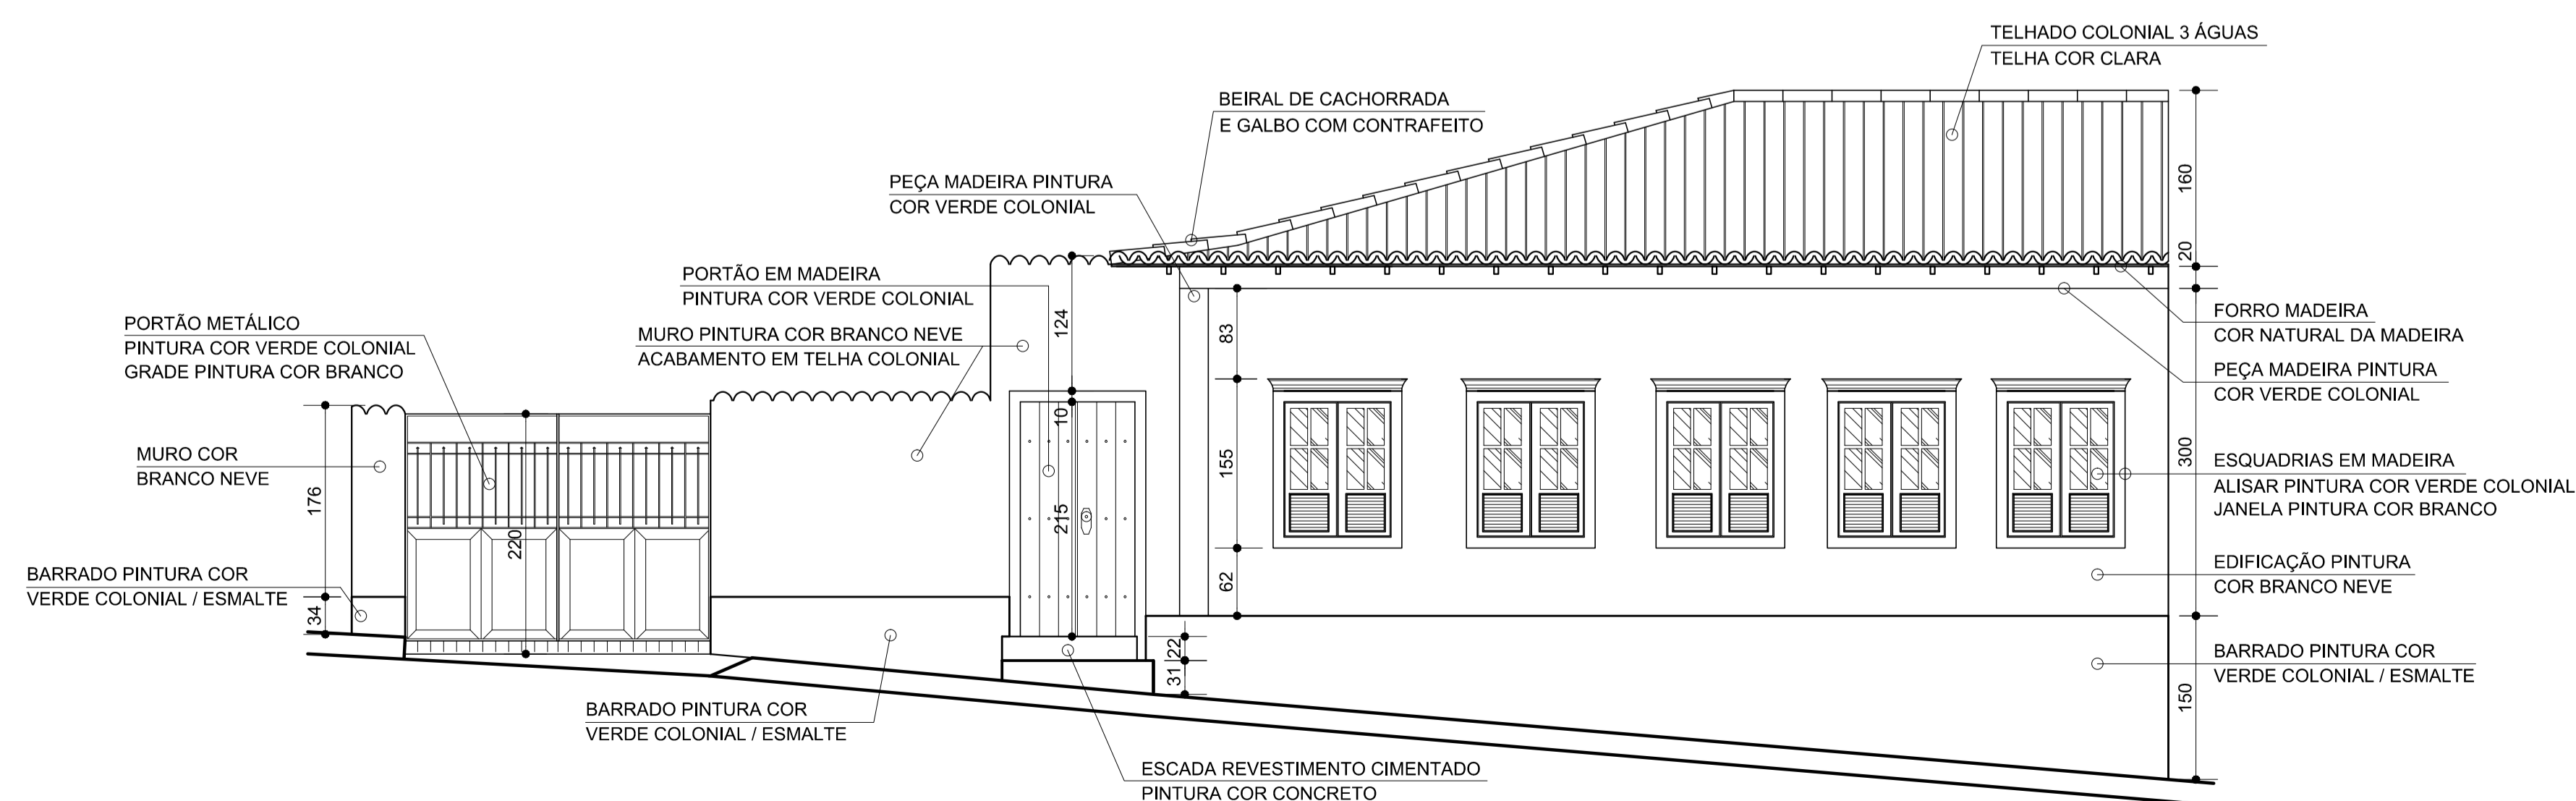 TELHADO COLONIAL 3 ÁGUAS
TELHA COR CLARA
BEIRAL DE CACHORRADA
E GALBO COM CONTRAFEITO
PEÇA MADEIRA PINTURA
COR VERDE COLONIAL
PORTÃO EM MADEIRA
PINTURA COR VERDE COLONIAL
MURO PINTURA COR BRANCO NEVE
ACABAMENTO EM TELHA COLONIAL
PORTÃO METÁLICO
PINTURA COR VERDE COLONIAL
GRADE PINTURA COR BRANCO
MURO COR
BRANCO NEVE
BARRADO PINTURA COR
VERDE COLONIAL / ESMALTE
176
34
220
124
10
215
83
155
62
22
31
160
20
300
150
FORRO MADEIRA
COR NATURAL DA MADEIRA
PEÇA MADEIRA PINTURA
COR VERDE COLONIAL
ESQUADRIAS EM MADEIRA
ALISAR PINTURA COR VERDE COLONIAL
JANELA PINTURA COR BRANCO
EDIFICAÇÃO PINTURA
COR BRANCO NEVE
BARRADO PINTURA COR
VERDE COLONIAL / ESMALTE
BARRADO PINTURA COR
VERDE COLONIAL / ESMALTE
ESCADA REVESTIMENTO CIMENTADO
PINTURA COR CONCRETO